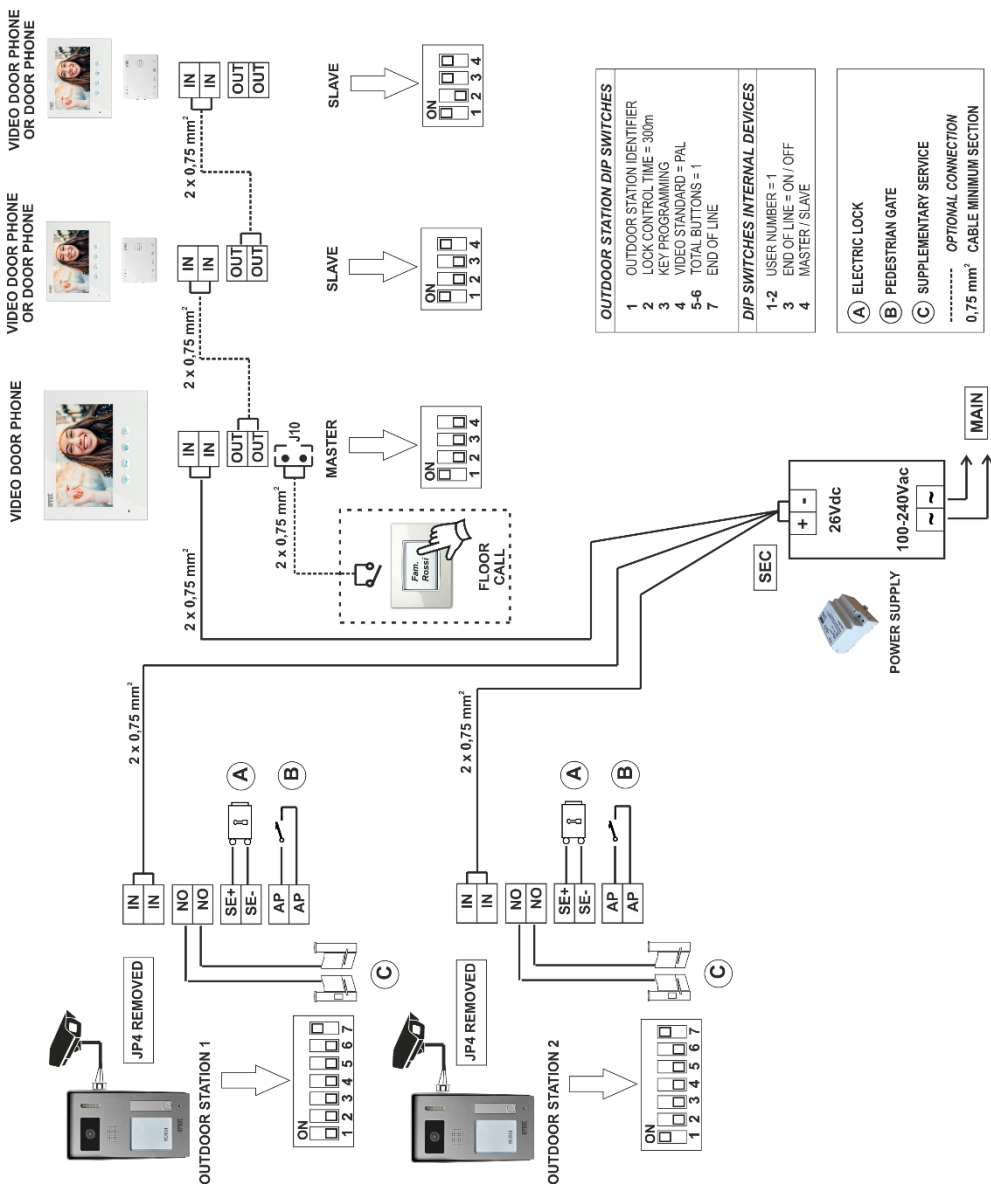 VIDEO DOOR PHONE
VIDEO DOOR PHONE
OR DOOR PHONE
VIDEO DOOR PHONE
OR DOOR PHONE
IN
IN
OUT
OUT
J10
MASTER
ON
1 2 3 4
2 x 0,75 mm²
2 x 0,75 mm²
FLOOR
CALL
Fam.
Rossi
2 x 0,75 mm²
IN
IN
OUT
OUT
SLAVE
ON
1 2 3 4
2 x 0,75 mm²
IN
IN
OUT
OUT
SLAVE
ON
1 2 3 4
2 x 0,75 mm²
2 x 0,75 mm²
JP4 REMOVED
OUTDOOR STATION 1
ON
1 2 3 4 5 6 7
IN
IN
NO
NO
SE+
SE-
AP
AP
A
B
C
JP4 REMOVED
OUTDOOR STATION 2
ON
1 2 3 4 5 6 7
IN
IN
NO
NO
SE+
SE-
AP
AP
A
B
C
SEC
+ -
26Vdc
100-240Vac
~ ~
POWER SUPPLY
MAIN
OUTDOOR STATION DIP SWITCHES
1 OUTDOOR STATION IDENTIFIER
2 LOCK CONTROL TIME = 300m
3 KEY PROGRAMMING
4 VIDEO STANDARD = PAL
5-6 TOTAL BUTTONS = 1
7 END OF LINE
DIP SWITCHES INTERNAL DEVICES
1-2 USER NUMBER = 1
3 END OF LINE = ON / OFF
4 MASTER / SLAVE
A ELECTRIC LOCK
B PEDESTRIAN GATE
C SUPPLEMENTARY SERVICE
-------- OPTIONAL CONNECTION
0,75 mm² CABLE MINIMUM SECTION